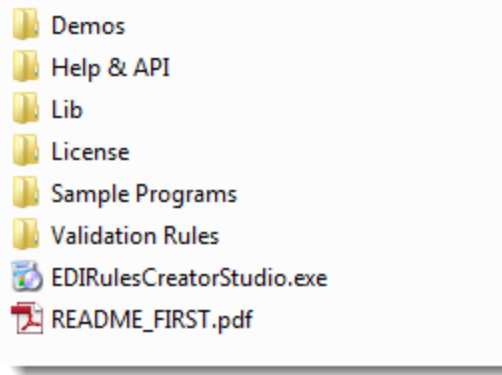 Demos
Help & API
Lib
License
Sample Programs
Validation Rules
EDIRulesCreatorStudio.exe
README_FIRST.pdf